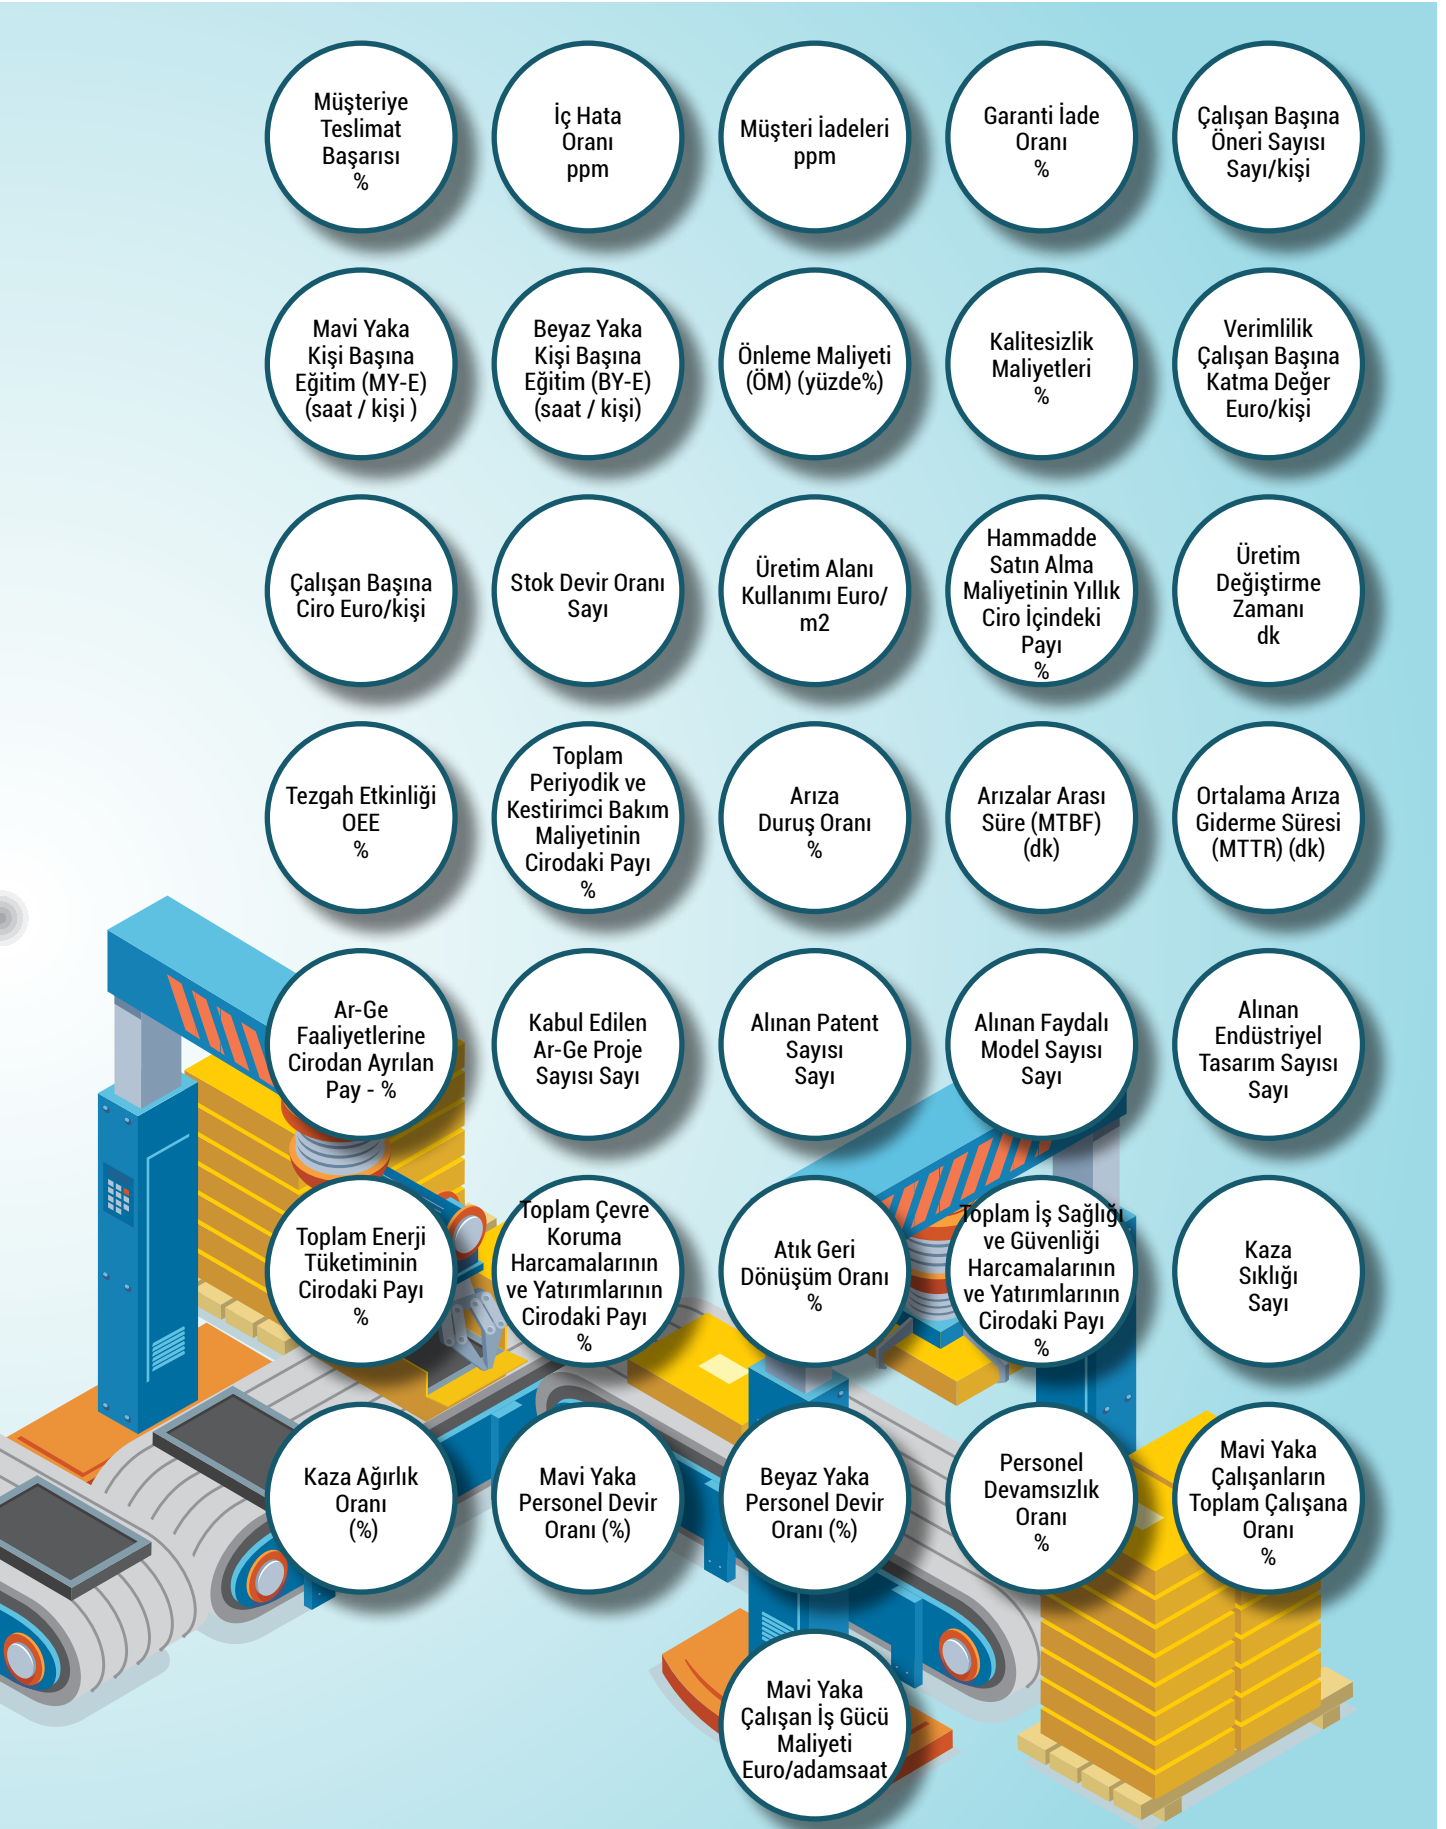 Müşteriye
Teslimat
Başarısı
%
İç Hata
Oranı
ppm
Müşteri İadeleri
ppm
Garanti İade
Oranı
%
Çalışan Başına
Öneri Sayısı
Sayı/kişi
Mavi Yaka
Kişi Başına
Eğitim (MY-E)
(saat / kişi )
Beyaz Yaka
Kişi Başına
Eğitim (BY-E)
(saat / kişi)
Önleme Maliyeti
(ÖM) (yüzde%)
Kalitesizlik
Maliyetleri
%
Verimlilik
Çalışan Başına
Katma Değer
Euro/kişi
Çalışan Başına
Ciro Euro/kişi
Stok Devir Oranı
Sayı
Üretim Alanı
Kullanımı Euro/
m2
Hammadde
Satın Alma
Maliyetinin Yıllık
Ciro İçindeki
Payı
%
Üretim
Değiştirme
Zamanı
dk
Tezgah Etkinliği
OEE
%
Toplam
Periyodik ve
Kestirimci Bakım
Maliyetinin
Cirodaki Payı
%
Arıza
Duruş Oranı
%
Arızalar Arası
Süre (MTBF)
(dk)
Ortalama Arıza
Giderme Süresi
(MTTR) (dk)
Ar-Ge
Faaliyetlerine
Cirodan Ayrılan
Pay - %
Kabul Edilen
Ar-Ge Proje
Sayısı Sayı
Alınan Patent
Sayısı
Sayı
Alınan Faydalı
Model Sayısı
Sayı
Alınan
Endüstriyel
Tasarım Sayısı
Sayı
Toplam Enerji
Tüketiminin
Cirodaki Payı
%
Toplam Çevre
Koruma
Harcamalarının
ve Yatırımlarının
Cirodaki Payı
%
Atık Geri
Dönüşüm Oranı
%
Toplam İş Sağlığı
ve Güvenliği
Harcamalarının
ve Yatırımlarının
Cirodaki Payı
%
Kaza
Sıklığı
Sayı
Kaza Ağırlık
Oranı
(%)
Mavi Yaka
Personel Devir
Oranı (%)
Beyaz Yaka
Personel Devir
Oranı (%)
Personel
Devamsızlık
Oranı
%
Mavi Yaka
Çalışanların
Toplam Çalışana
Oranı
%
Mavi Yaka
Çalışan İş Gücü
Maliyeti
Euro/adamsaat